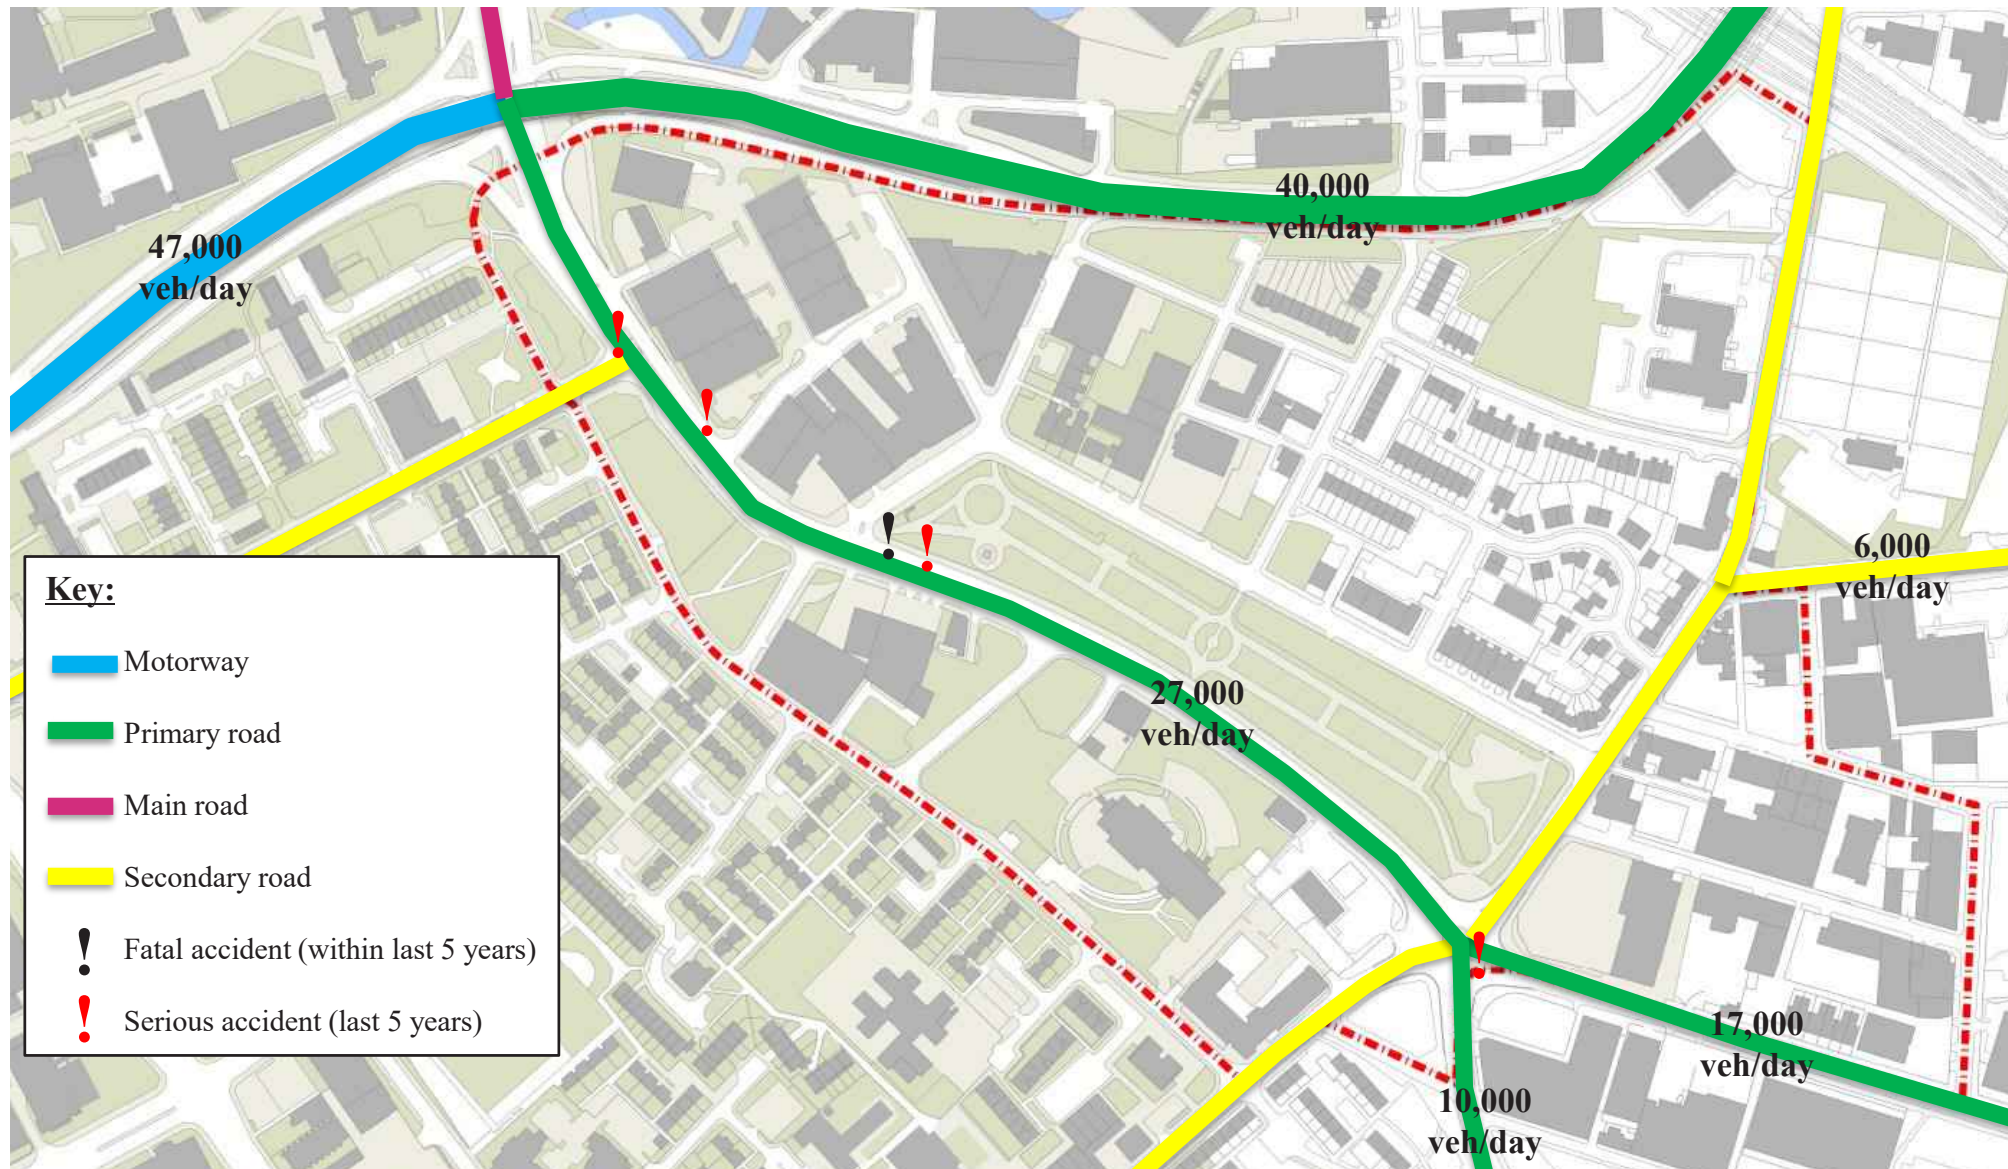 40,000
veh/day
47,000
veh/day
6,000
veh/day
27,000
veh/day
17,000
veh/day
10,000
veh/day
Key:
Motorway
Primary road
Main road
Secondary road
Fatal accident (within last 5 years)
Serious accident (last 5 years)